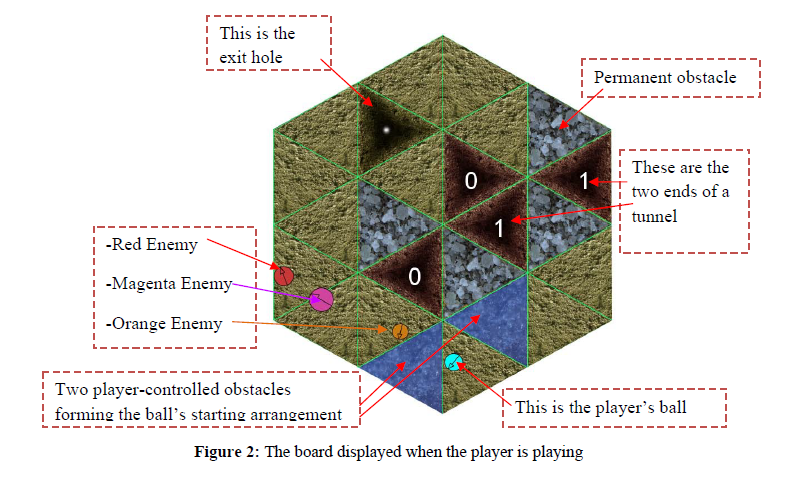 This is the
exit hole
Permanent obstacle
0
1
These are the
two ends of a
tunnel
1
0
-Red Enemy
-Magenta Enemy
-Orange Enemy
Two player-controlled obstacles
forming the ball's starting arrangement
This is the player's ball
Figure 2: The board displayed when the player is playing